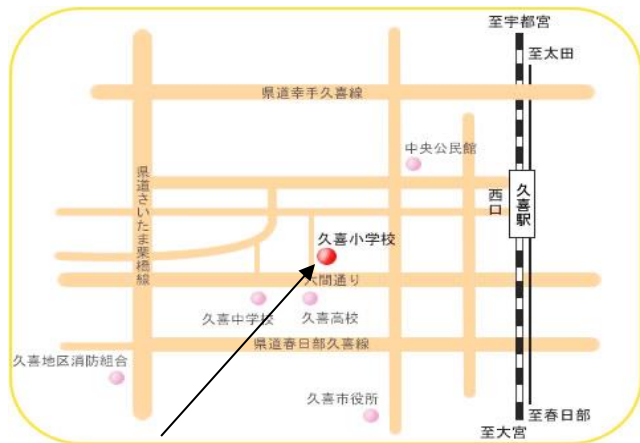 至宇都宮
至太田
県道幸手久喜線
中央公民館
県道さいたま栗橋線
西口
久喜駅
久喜小学校
六間通り
久喜中学校
久喜高校
県道春日部久喜線
久喜地区消防組合
久喜市役所
至春日部
至大宮